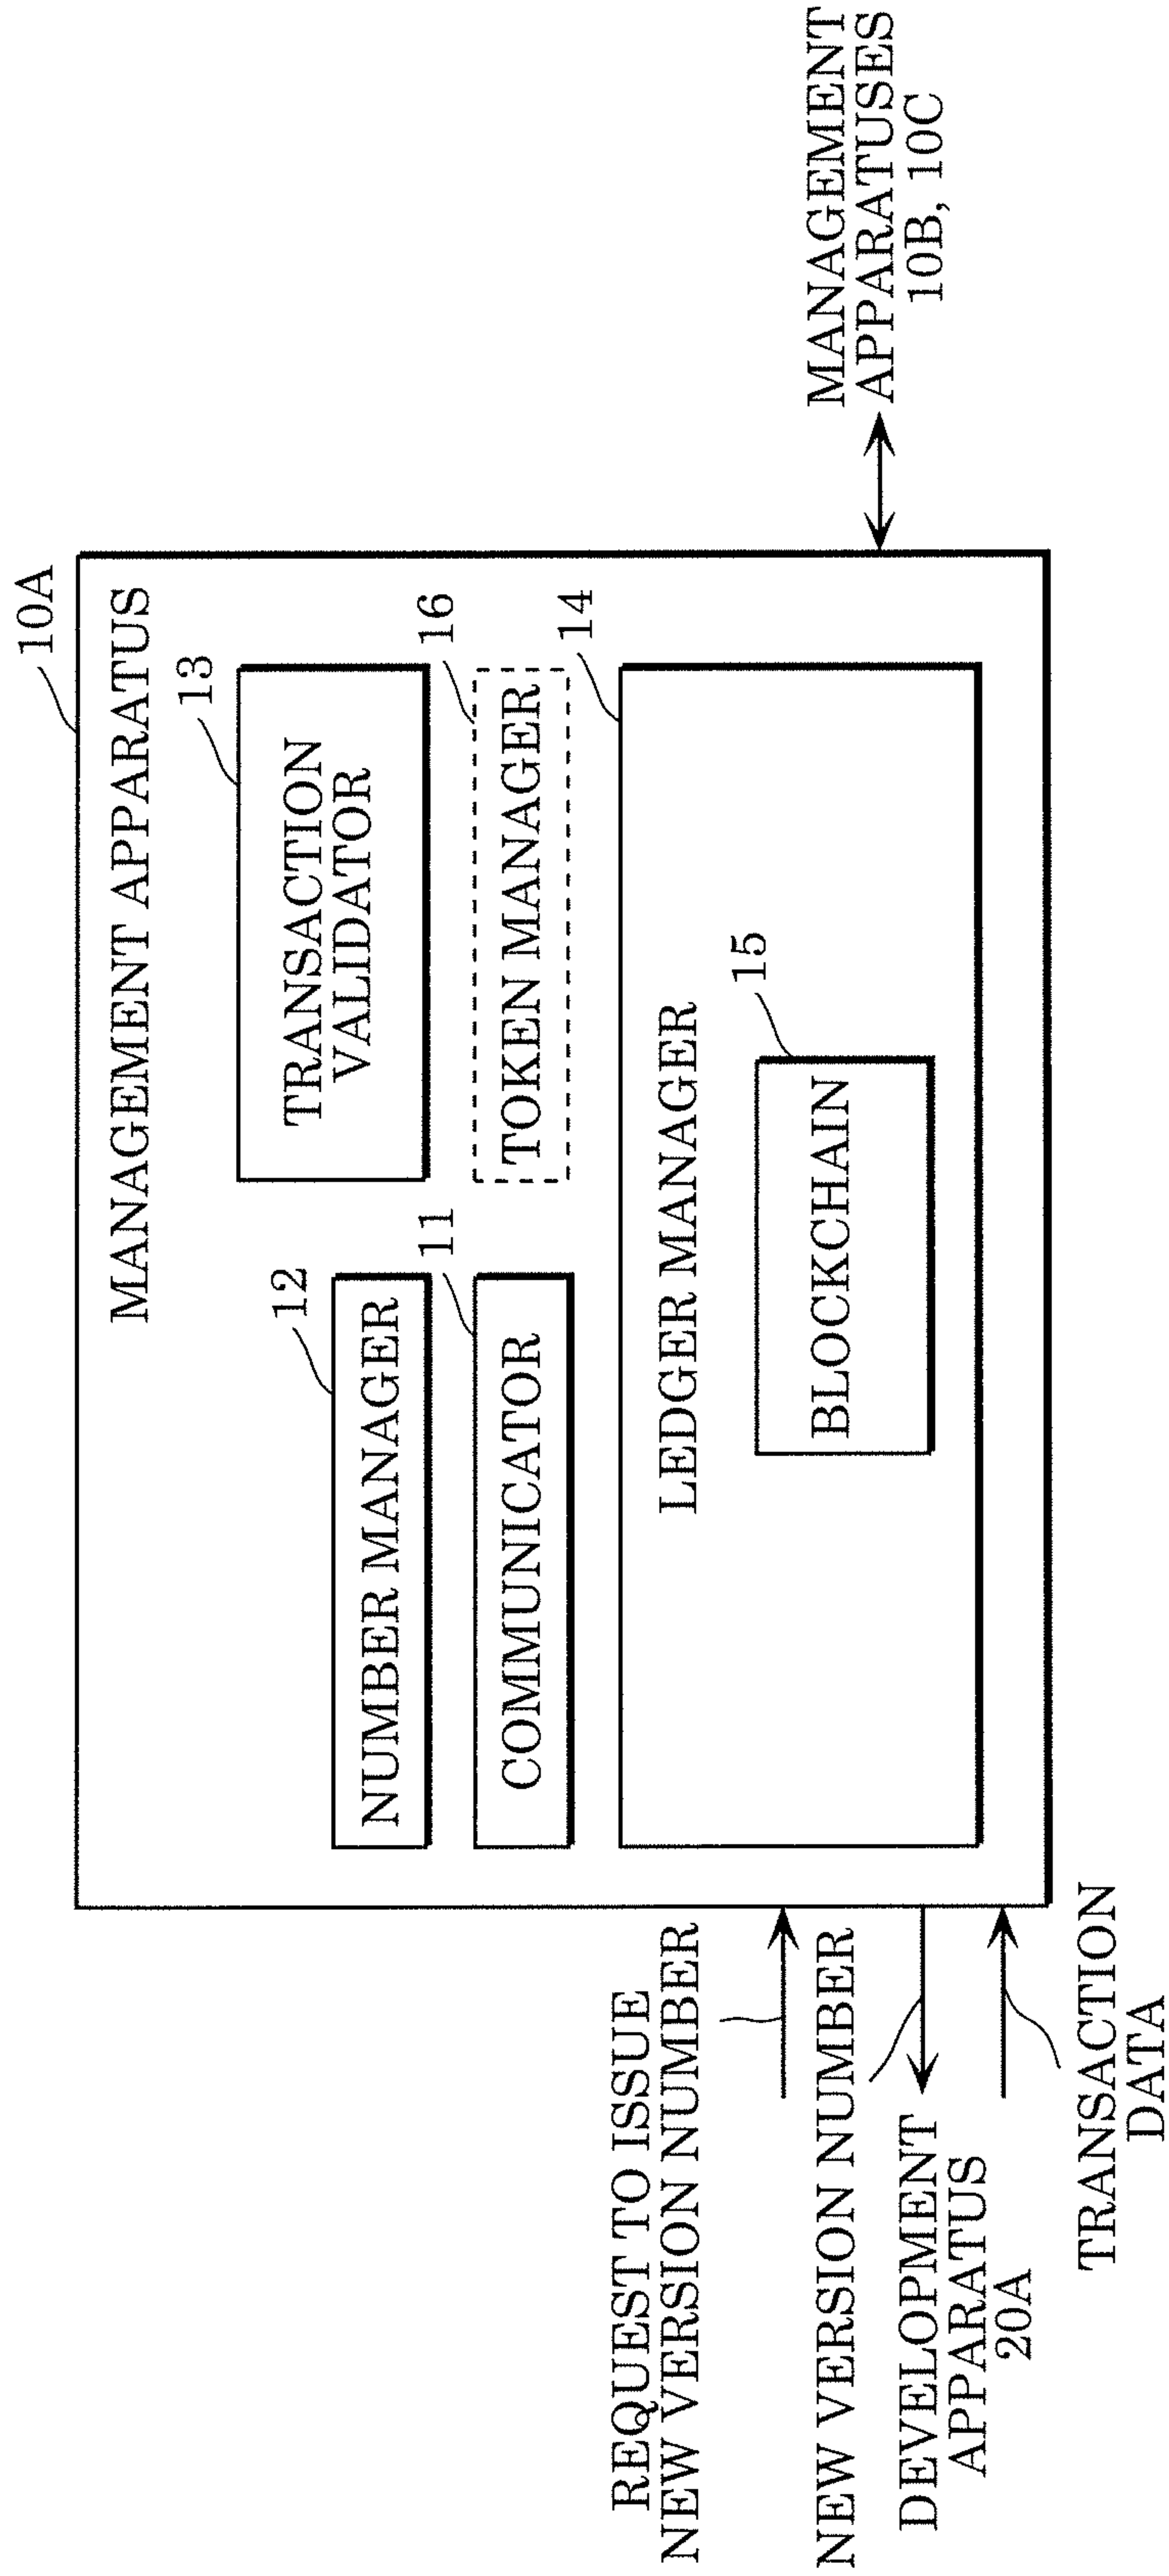 10A
MANAGEMENT APPARATUS
12
NUMBER MANAGER
13
TRANSACTION
VALIDATOR
11
COMMUNICATOR
16
TOKEN MANAGER
14
LEDGER MANAGER
15
BLOCKCHAIN
REQUEST TO ISSUE
NEW VERSION NUMBER
NEW VERSION NUMBER
DEVELOPMENT
APPARATUS
20A
TRANSACTION
DATA
MANAGEMENT
APPARATUSES
10B, 10C